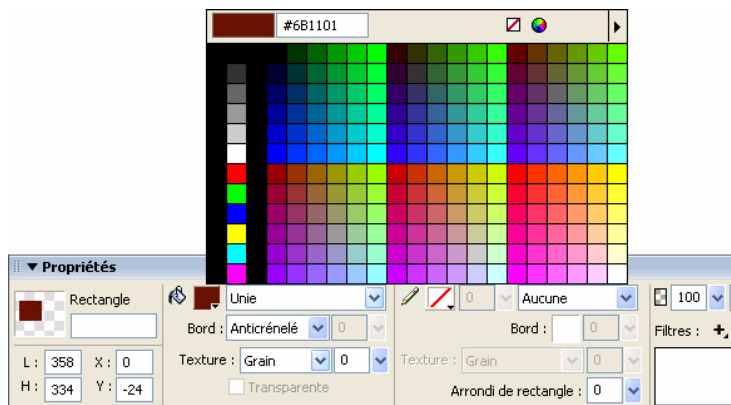 #6B1101
Propriétés
Rectangle
Unie
0
Aucune
100
Bord : Anticrénelé 0
Bord : 0
Filtres :
L : 358 X : 0
Texture : Grain 0
Texture : Grain 0
H : 334 Y : -24
Transparente
Arrondi de rectangle : 0